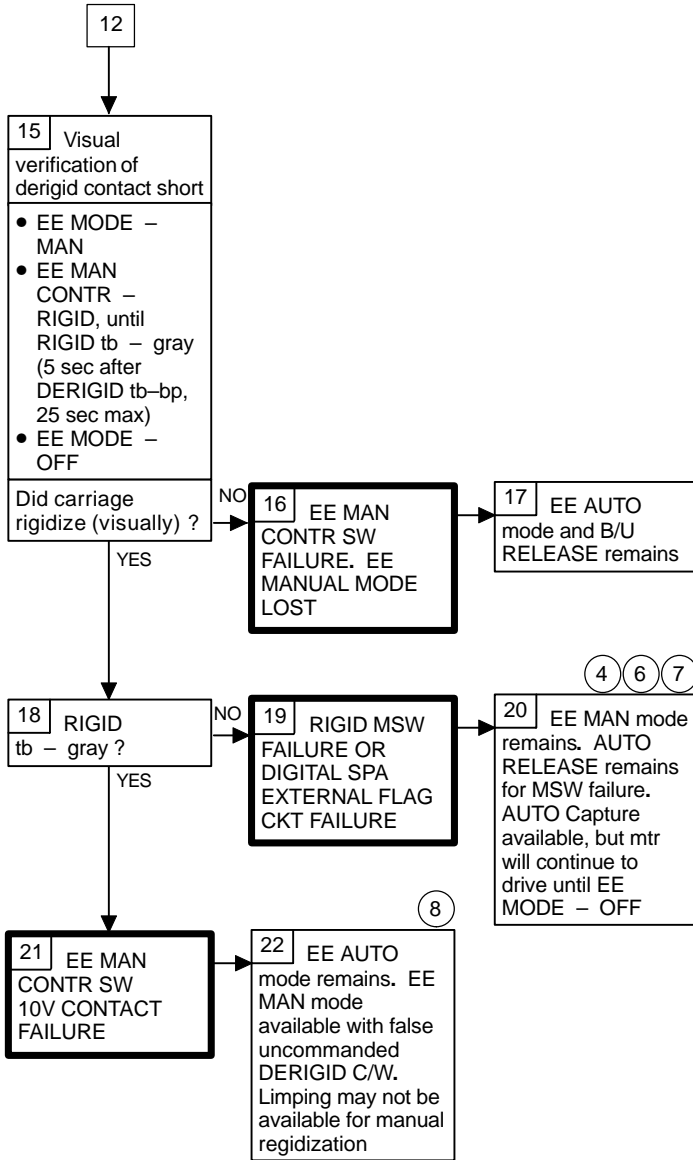 12
15 Visual
verification of
derigid contact short
● EE MODE –
MAN
● EE MAN
CONTR –
RIGID, until
RIGID tb – gray
(5 sec after
DERIGID tb–bp,
25 sec max)
● EE MODE –
OFF
Did carriage
rigidize (visually) ?
NO
YES
16 EE MAN
CONTR SW
FAILURE. EE
MANUAL MODE
LOST
17 EE AUTO
mode and B/U
RELEASE remains
18 RIGID
tb – gray ?
NO
YES
19 RIGID MSW
FAILURE OR
DIGITAL SPA
EXTERNAL FLAG
CKT FAILURE
4 6 7
20 EE MAN mode
remains. AUTO
RELEASE remains
for MSW failure.
AUTO Capture
available, but mtr
will continue to
drive until EE
MODE – OFF
21 EE MAN
CONTR SW
10V CONTACT
FAILURE
8
22 EE AUTO
mode remains. EE
MAN mode
available with false
uncommanded
DERIGID C/W.
Limping may not be
available for manual
regidization